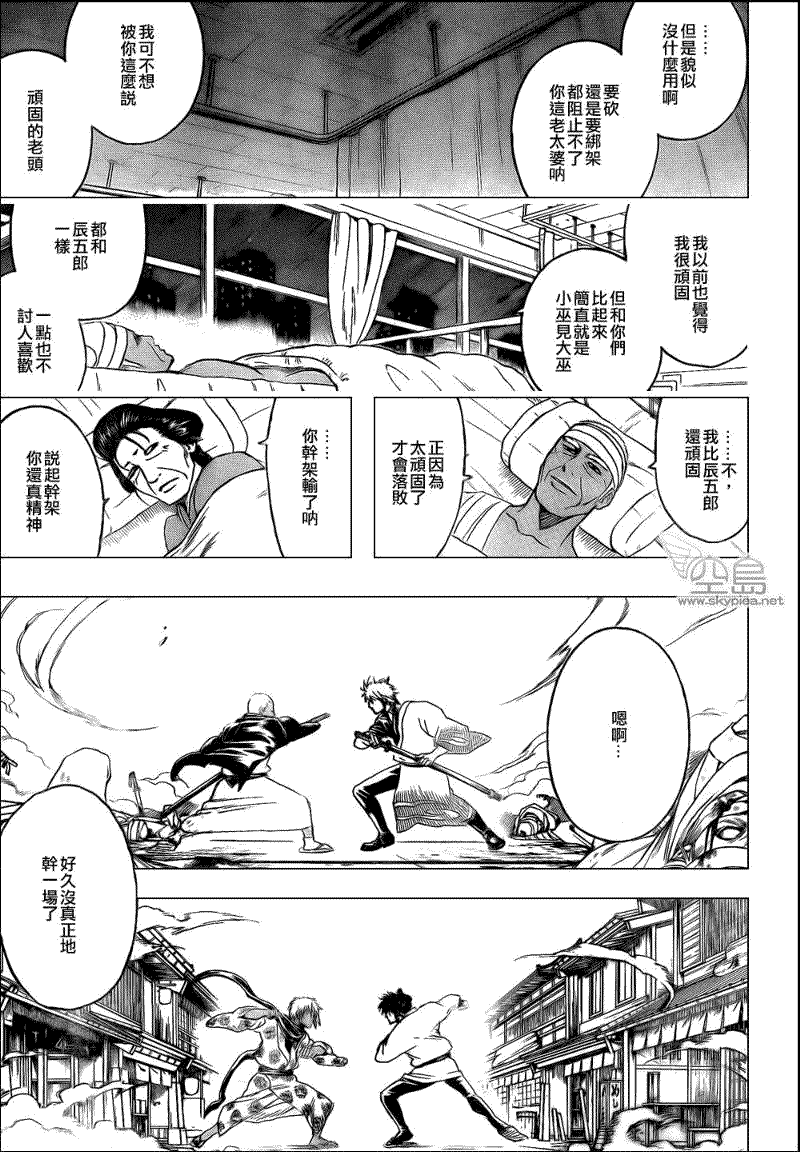 ……
但是貌似
沒什麼用啊
要砍
還是要綁架
都阻止不了
你這老太婆吶
我可不想
被你這麼說
頑固的老頭
我以前也覺得
我很頑固
但和你們
比起來
簡直就是
小巫見大巫
都和
辰五郎
一樣
一點也不
討人喜歡
……不，
我比辰五郎
還頑固
正因為
太頑固了
才會落敗
你幹架輸了吶
說起幹架
你還真精神
空島
www.skypiea.net
嗯啊…
好久沒真正地
幹一場了
めし